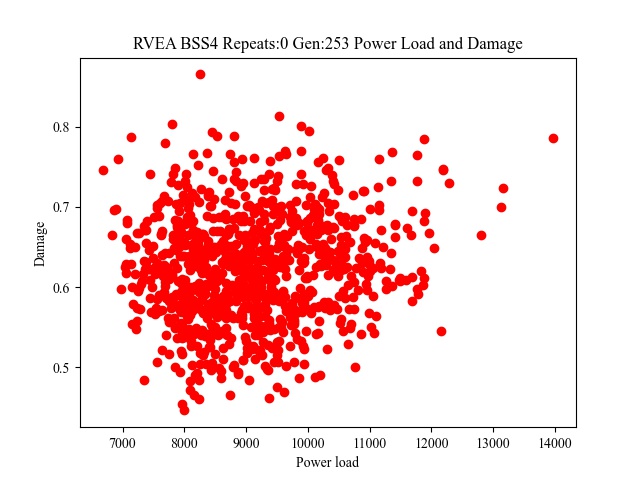 RVEA BSS4 Repeats:0 Gen:253 Power Load and Damage
Damage
0.8
0.7
0.6
0.5
7000 8000 9000 10000 11000 12000 13000 14000
Power load